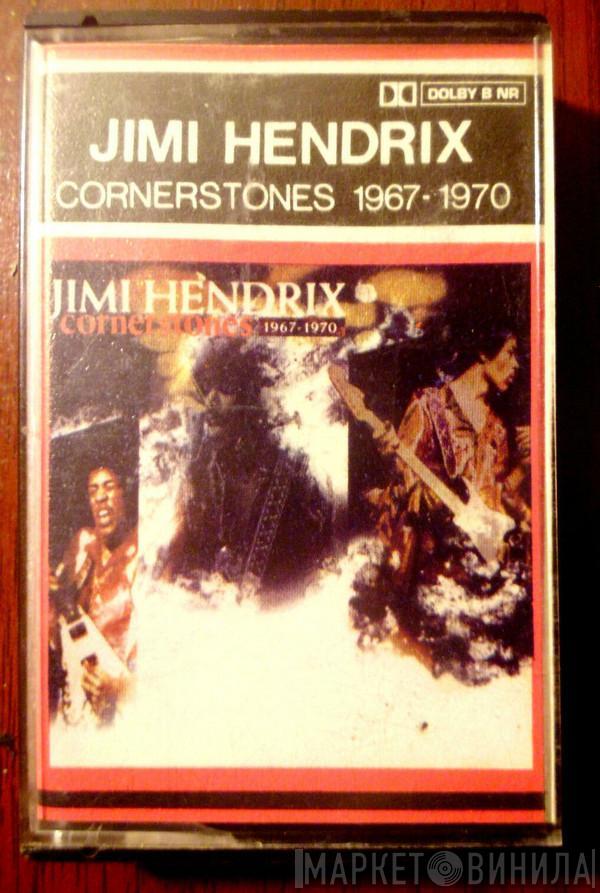 DOLBY B NR
JIMI HENDRIX
CORNERSTONES 1967-1970
JIMI HENDRIX
cornerstones 1967-1970
МАРКЕТ ВИНИЛА